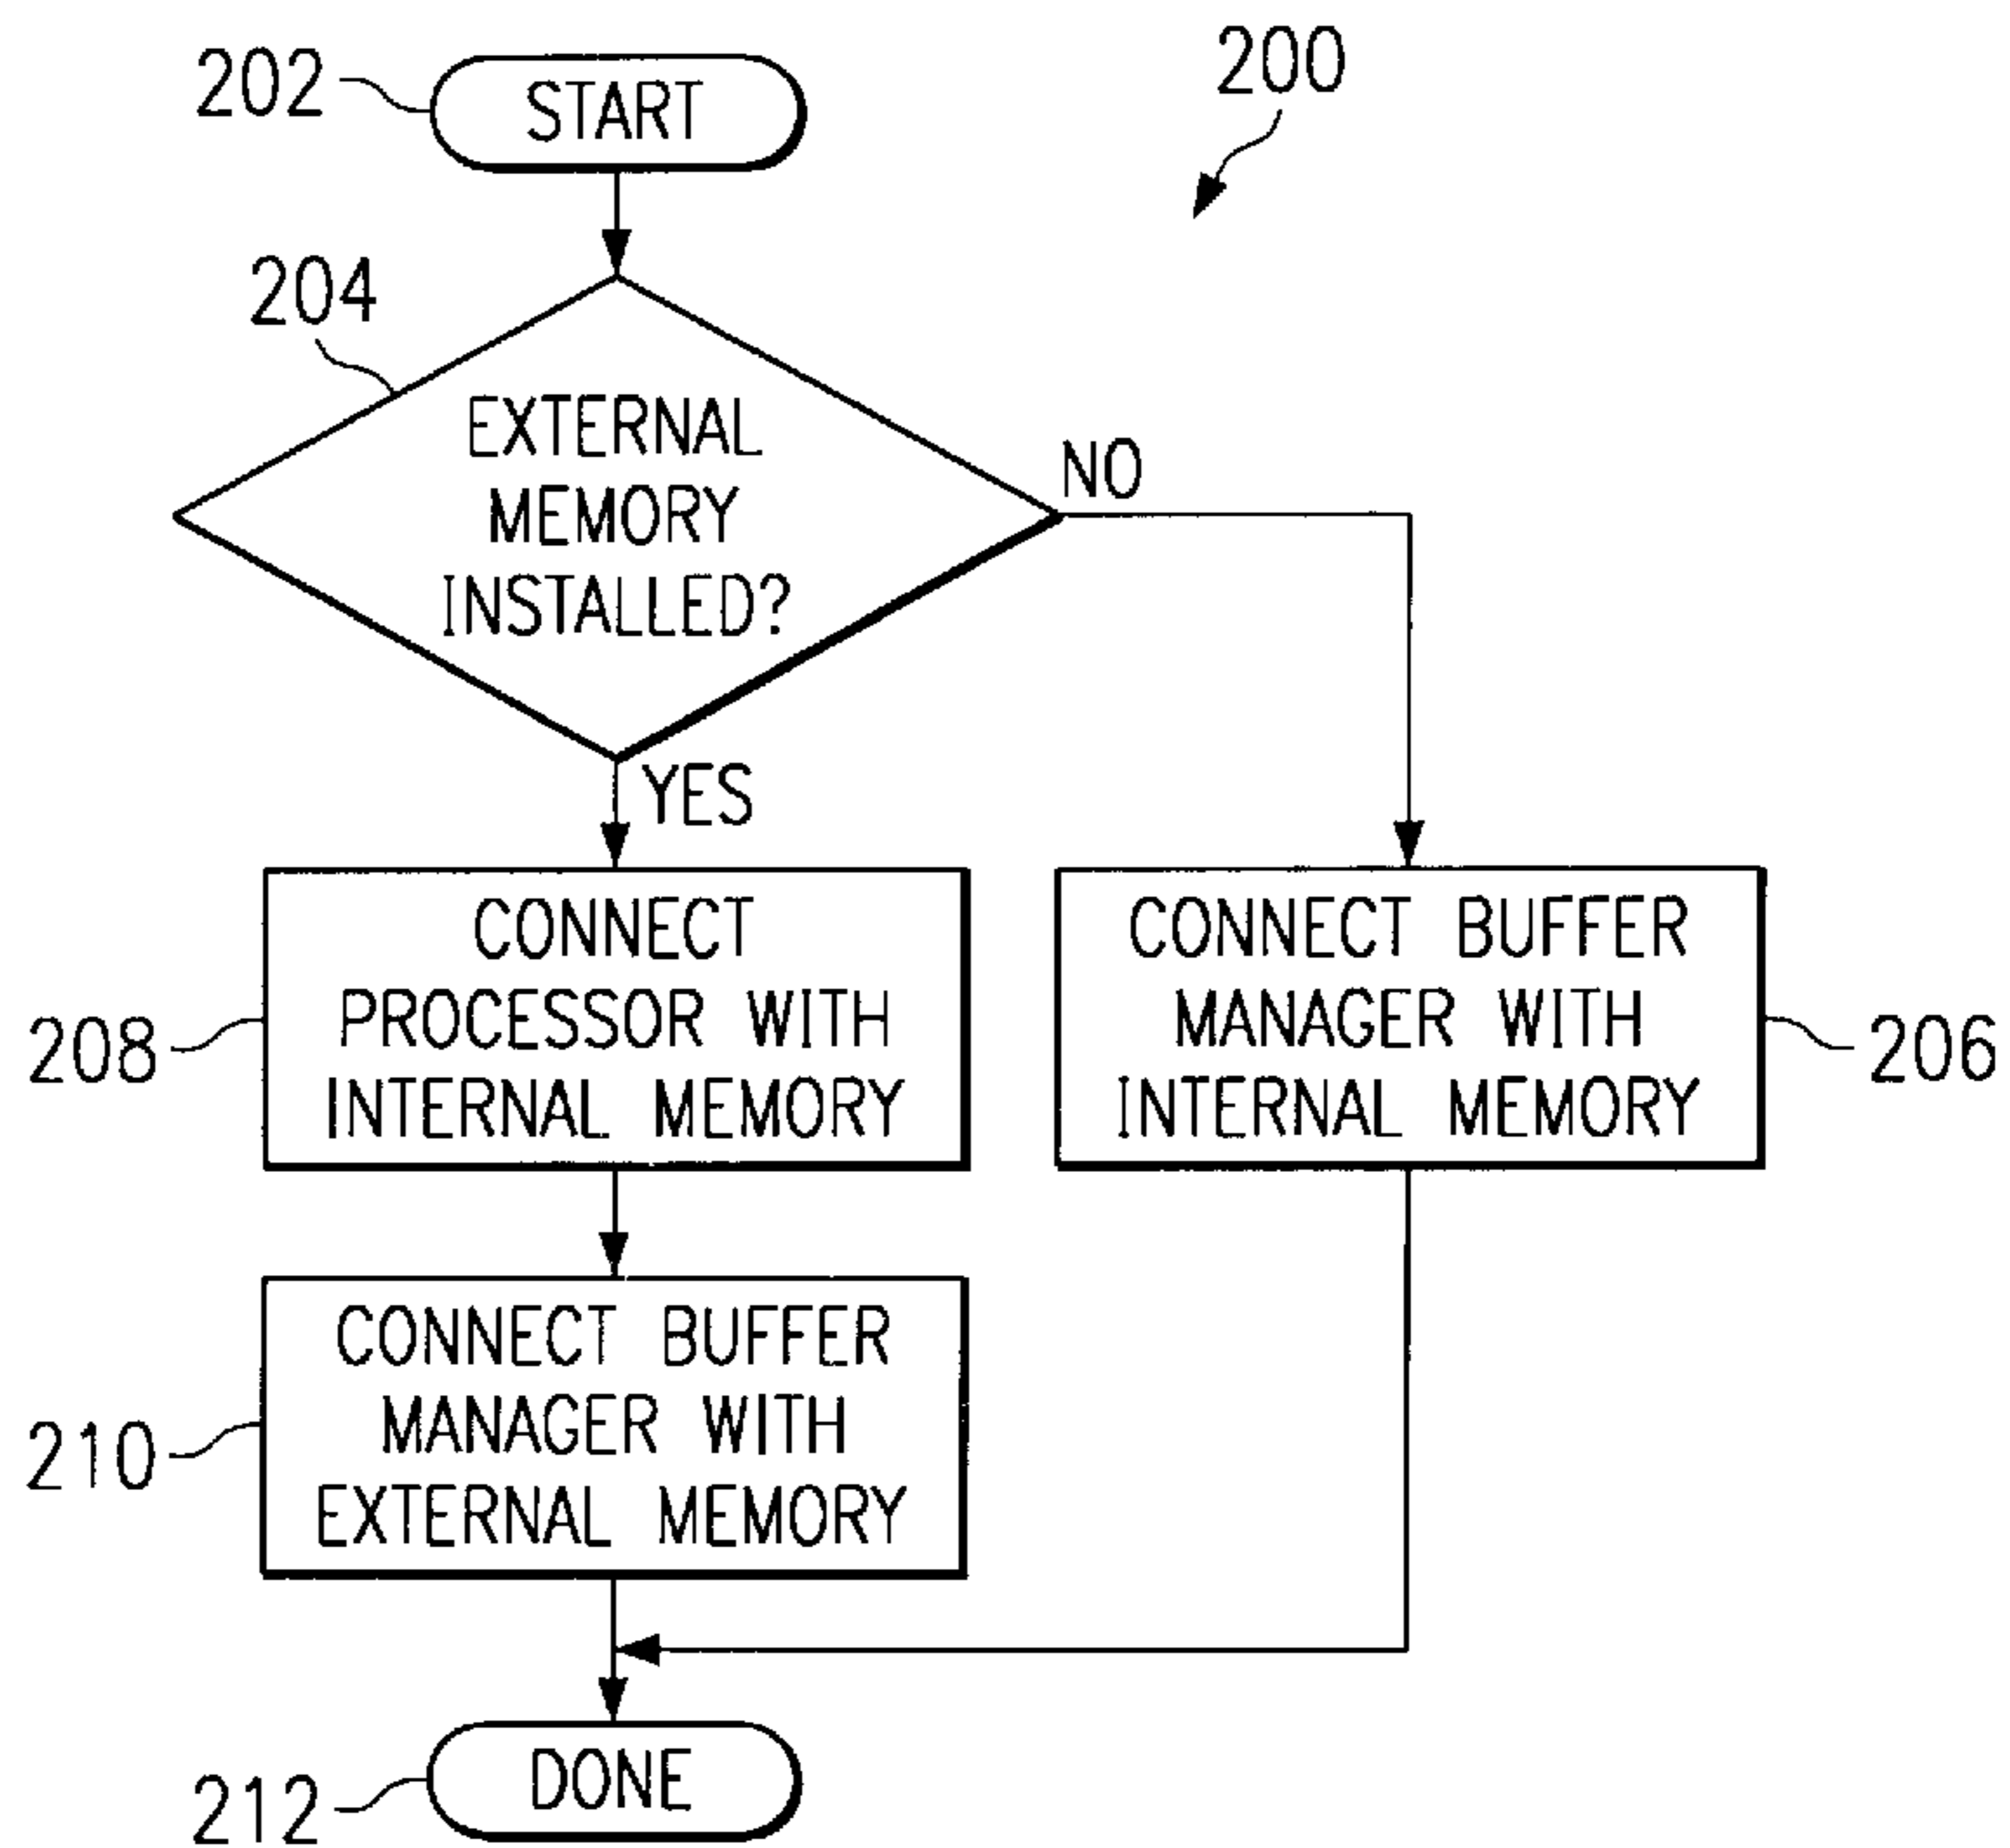 200
202
START
204
EXTERNAL
MEMORY
INSTALLED?
NO
YES
CONNECT
PROCESSOR WITH
INTERNAL MEMORY
208
CONNECT BUFFER
MANAGER WITH
INTERNAL MEMORY
206
CONNECT BUFFER
MANAGER WITH
EXTERNAL MEMORY
210
DONE
212